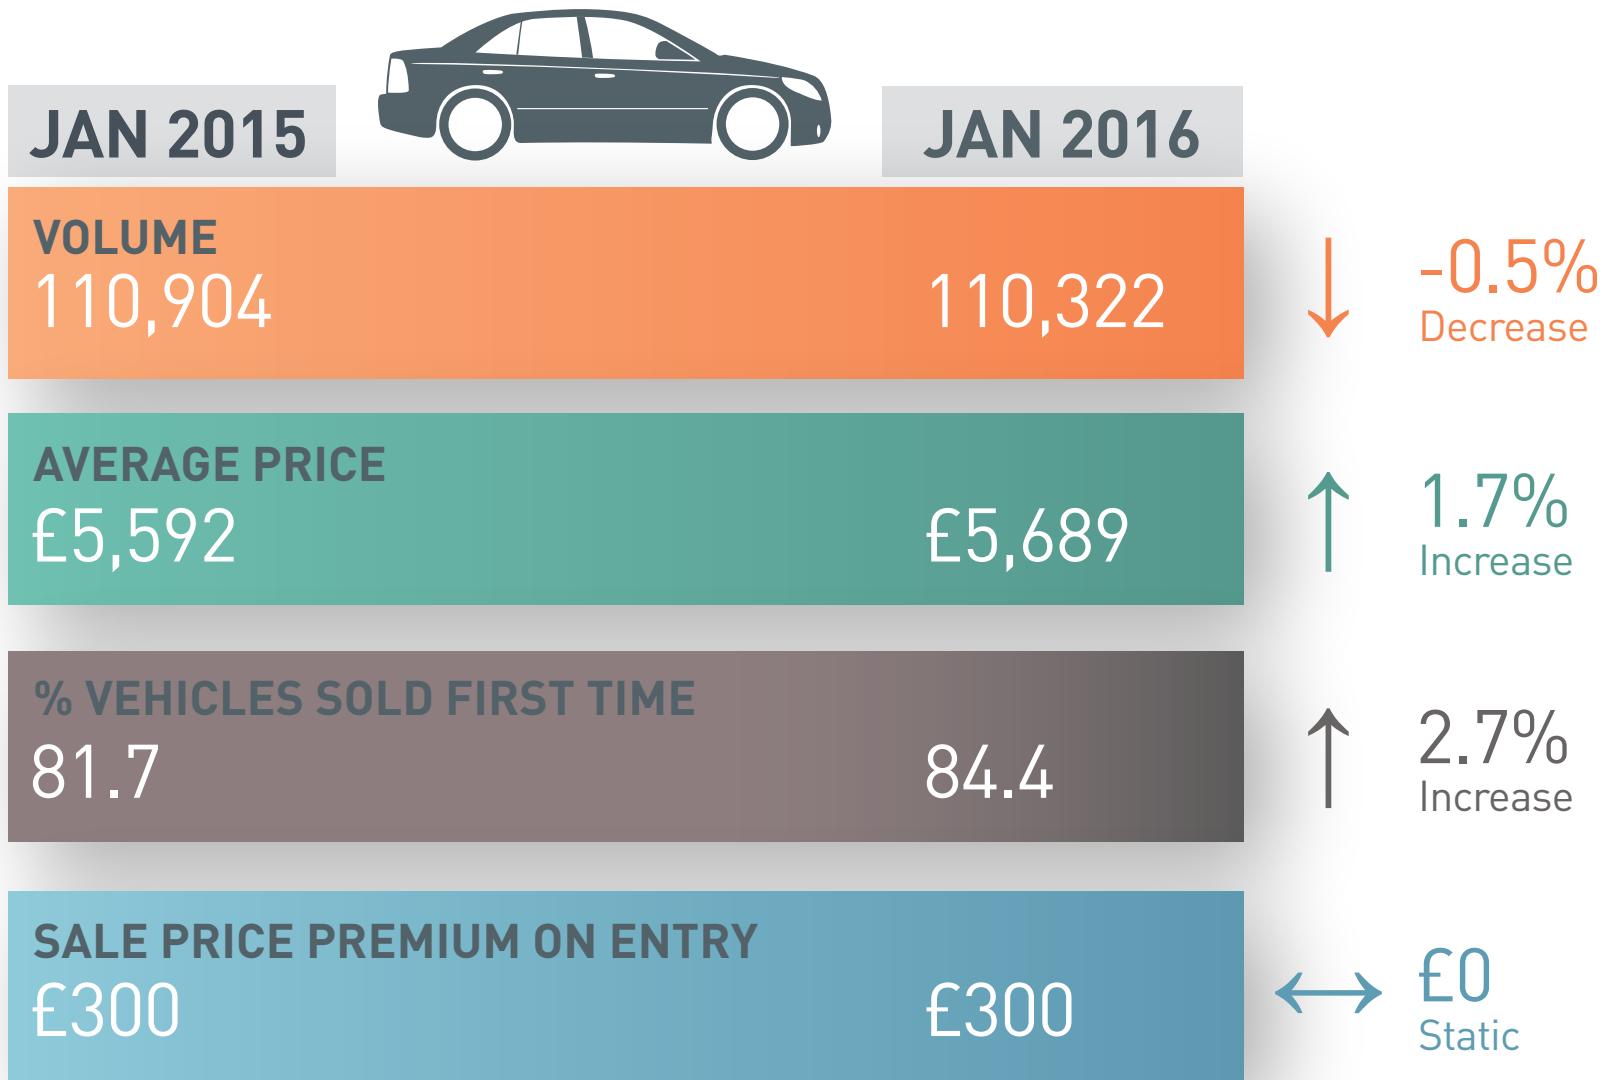 JAN 2015
JAN 2016
VOLUME
110,904
110,322
-0.5%
Decrease
AVERAGE PRICE
£5,592
£5,689
1.7%
Increase
% VEHICLES SOLD FIRST TIME
81.7
84.4
2.7%
Increase
SALE PRICE PREMIUM ON ENTRY
£300
£300
£0
Static